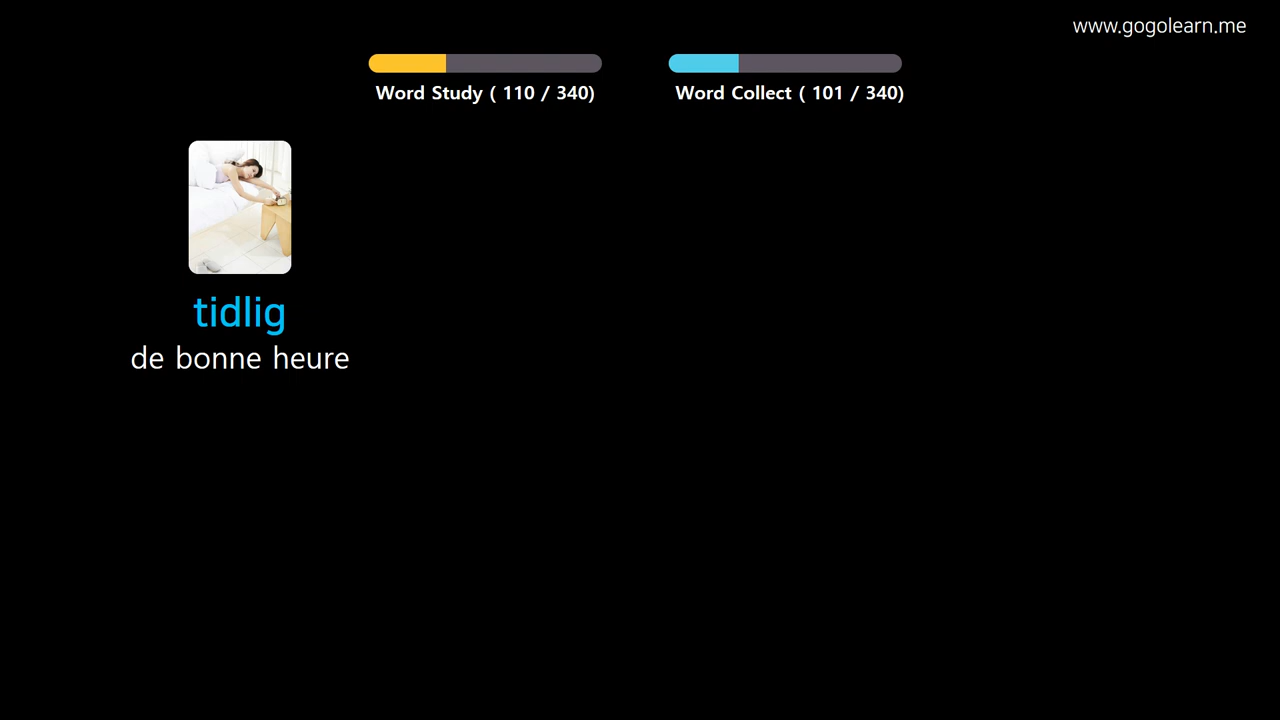 www.gogolearn.me
Word Study ( 110 / 340)
Word Collect ( 101 / 340)
tidlig
de bonne heure